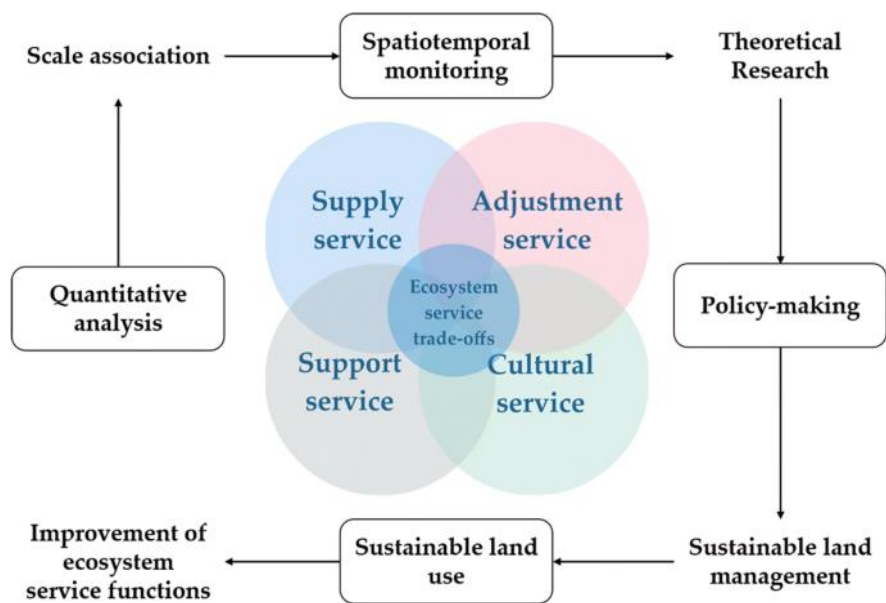 Scale association
Spatiotemporal
monitoring
Theoretical
Research
Supply
service
Adjustment
service
Quantitative
analysis
Ecosystem
service
trade-offs
Policy-making
Support
service
Cultural
service
Improvement of
ecosystem
service functions
Sustainable land
use
Sustainable land
management